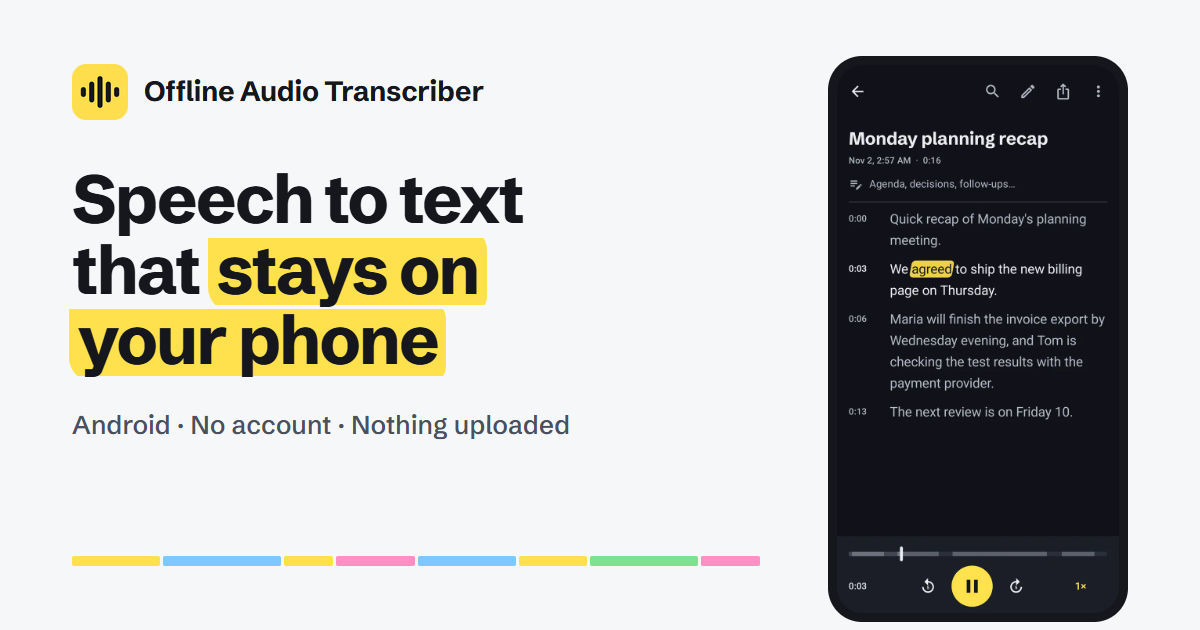 Offline Audio Transcriber
Speech to text
that stays on
your phone
Android · No account · Nothing uploaded
Monday planning recap
Nov 2, 2:57 AM · 0:16
Agenda, decisions, follow-ups...
0:00 Quick recap of Monday's planning
meeting.
0:03 We agreed to ship the new billing
page on Thursday.
0:06 Maria will finish the invoice export by
Wednesday evening, and Tom is
checking the test results with the
payment provider.
0:13 The next review is on Friday 10.
0:03
1×